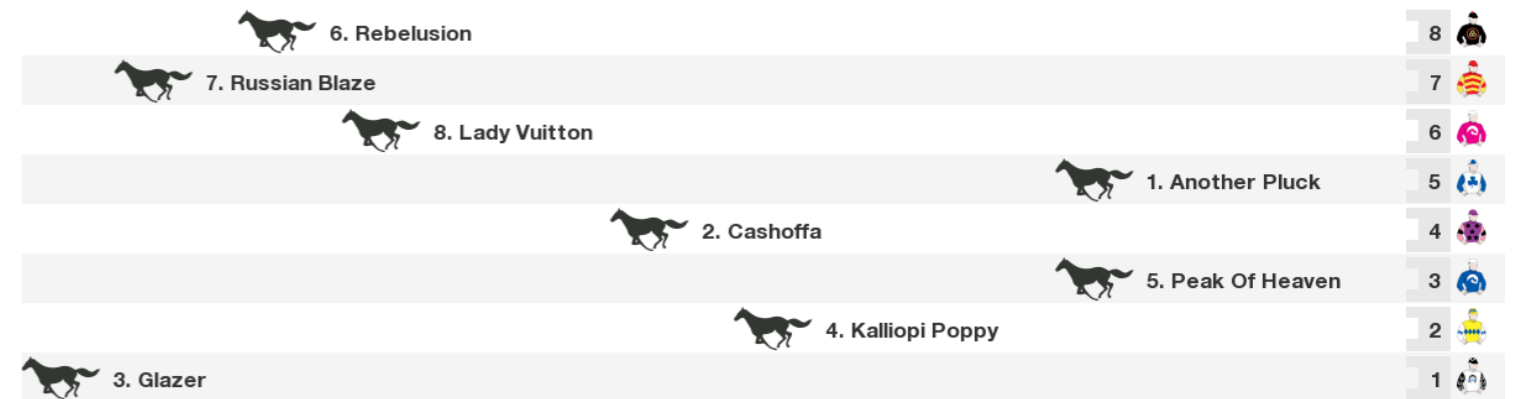 6. Rebelusion 8
7. Russian Blaze 7
8. Lady Vuitton 6
1. Another Pluck 5
2. Cashoffa 4
5. Peak Of Heaven 3
4. Kalliopi Poppy 2
3. Glazer 1